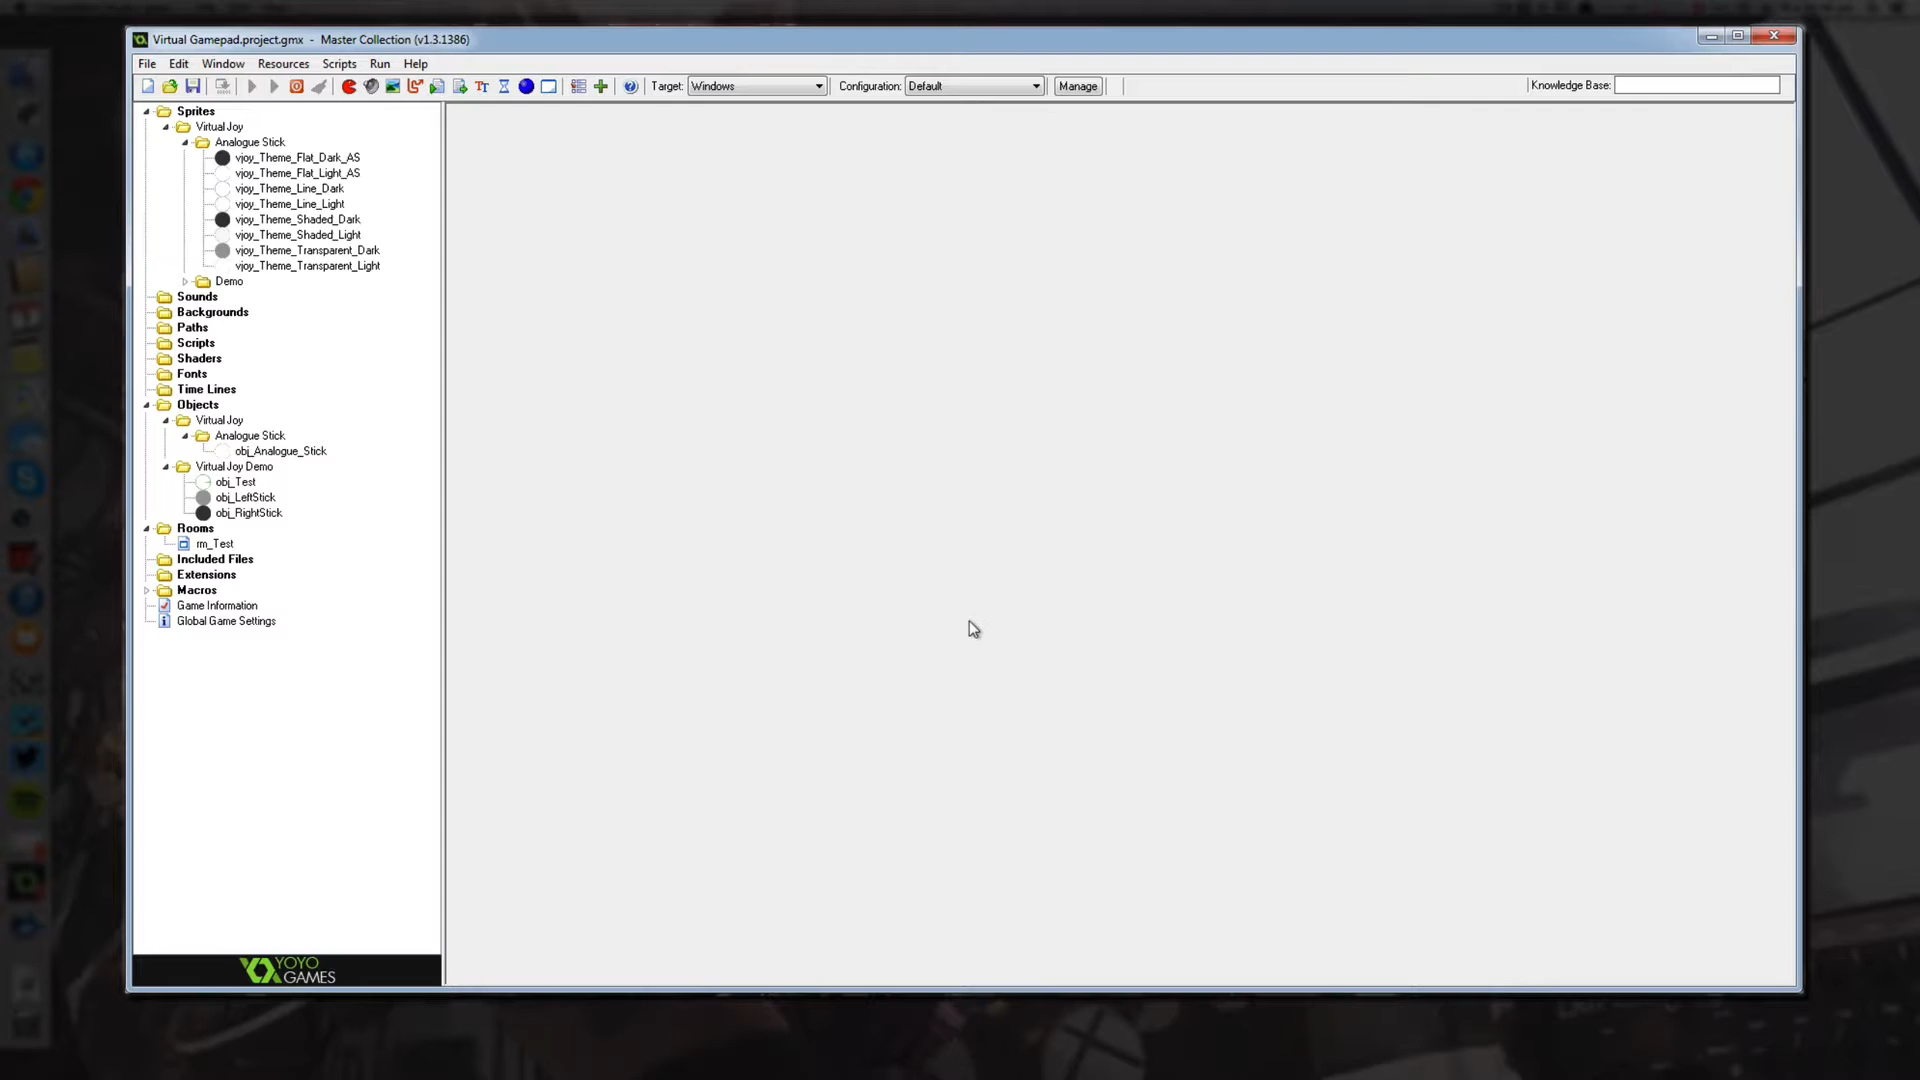 Virtual Gamepad.project.gmx - Master Collection (v1.3.1386)
File Edit Window Resources Scripts Run Help
Target: Windows Configuration: Default Manage Knowledge Base:
Sprites
Virtual Joy
Analogue Stick
vjoy_Theme_Flat_Dark_AS
vjoy_Theme_Flat_Light_AS
vjoy_Theme_Line_Dark
vjoy_Theme_Line_Light
vjoy_Theme_Shaded_Dark
vjoy_Theme_Shaded_Light
vjoy_Theme_Transparent_Dark
vjoy_Theme_Transparent_Light
Demo
Sounds
Backgrounds
Paths
Scripts
Shaders
Fonts
Time Lines
Objects
Virtual Joy
Analogue Stick
obj_Analogue_Stick
Virtual Joy Demo
obj_Test
obj_LeftStick
obj_RightStick
Rooms
rm_Test
Included Files
Extensions
Macros
Game Information
Global Game Settings
YOYO
GAMES